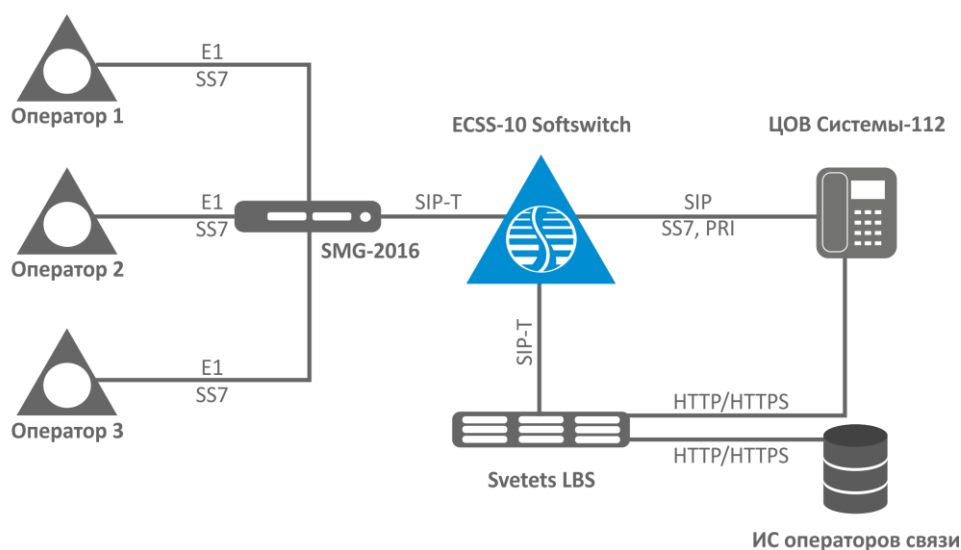 E1
SS7
Оператор 1
ECSS-10 Softswitch
ЦОВ Системы-112
E1
SS7
Оператор 2
SMG-2016
SIP-T
SIP
SS7, PRI
SIP-T
E1
SS7
Оператор 3
HTTP/HTTPS
HTTP/HTTPS
Svetets LBS
ИС операторов связи